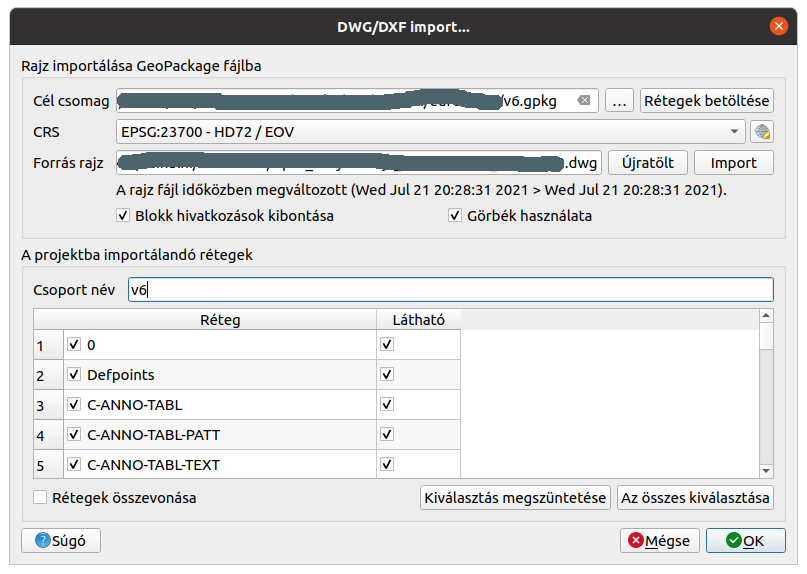 DWG/DXF import...
Rajz importálása GeoPackage fájlba
Cél csomag /v6.gpkg ... Rétegek betöltése
CRS EPSG:23700 - HD72 / EOV
Forrás rajz .dwg Újratölt Import
A rajz fájl időközben megváltozott (Wed Jul 21 20:28:31 2021 > Wed Jul 21 20:28:31 2021).
Blokk hivatkozások kibontása Görbék használata
A projektba importálandó rétegek
Csoport név v6
Réteg Látható
1 0
2 Defpoints
3 C-ANNO-TABL
4 C-ANNO-TABL-PATT
5 C-ANNO-TABL-TEXT
Rétegek összevonása Kiválasztás megszüntetése Az összes kiválasztása
Súgó Mégse OK